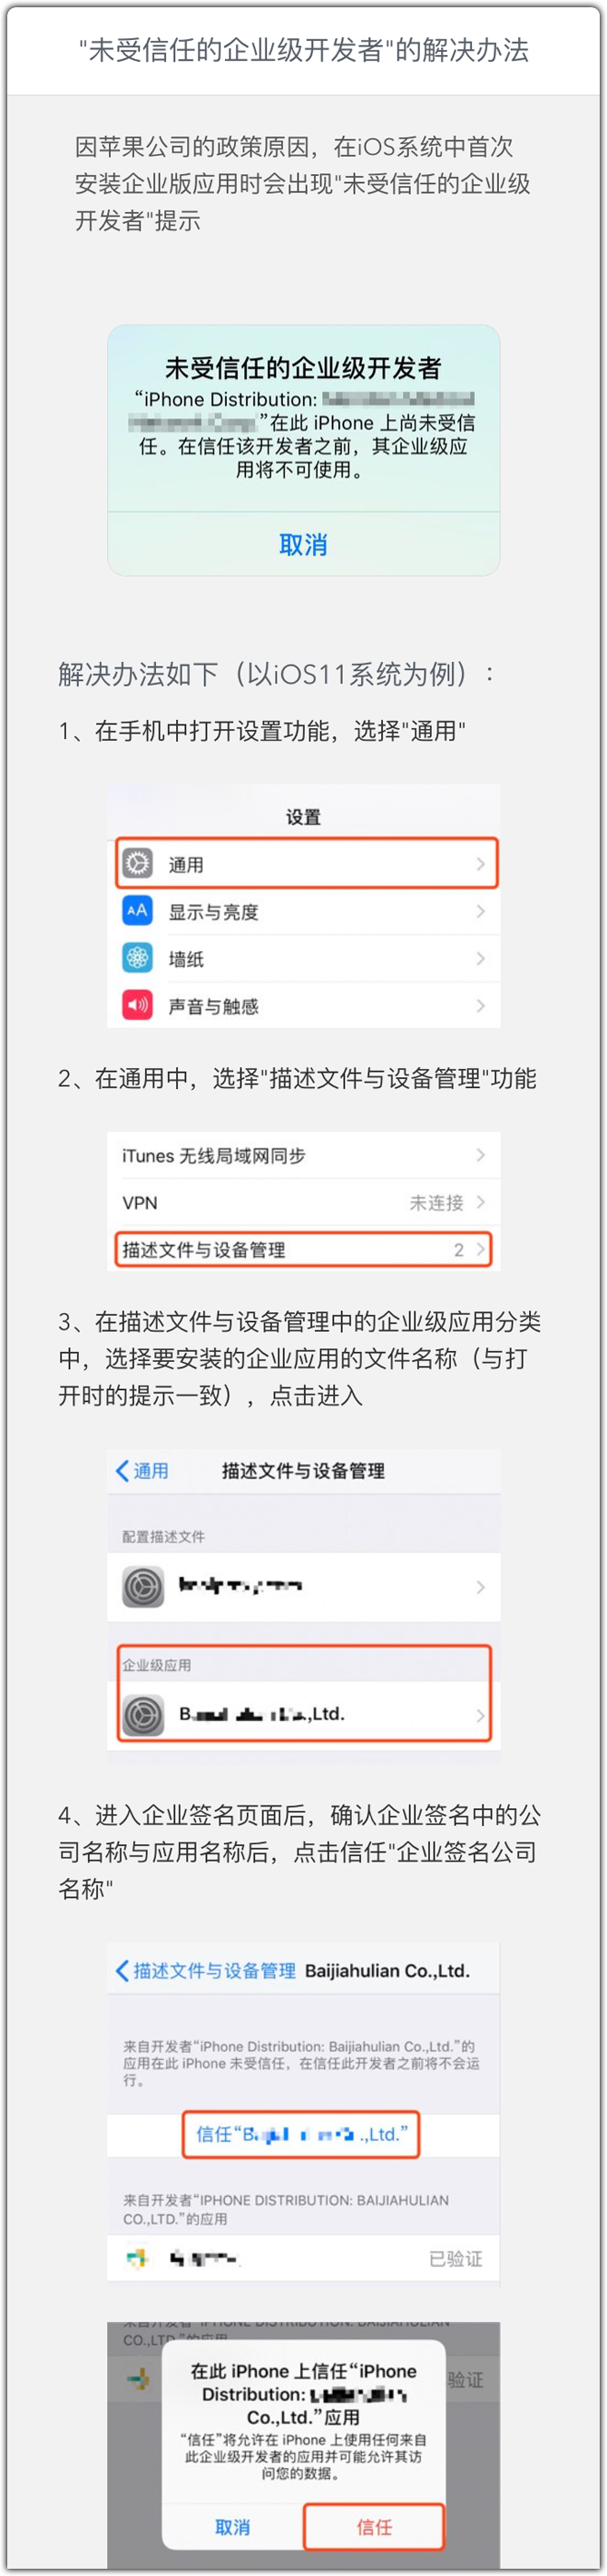 "未受信任的企业级开发者"的解决办法
因苹果公司的政策原因，在iOS系统中首次
安装企业版应用时会出现"未受信任的企业级
开发者"提示
未受信任的企业级开发者
“iPhone Distribution:
”在此 iPhone 上尚未受信
任。在信任该开发者之前，其企业级应
用将不可使用。
取消
解决办法如下（以iOS11系统为例）：
1、在手机中打开设置功能，选择"通用"
设置
通用
AA 显示与亮度
墙纸
声音与触感
2、在通用中，选择"描述文件与设备管理"功能
iTunes 无线局域网同步
VPN 未连接
描述文件与设备管理 2
3、在描述文件与设备管理中的企业级应用分类
中，选择要安装的企业应用的文件名称（与打
开时的提示一致），点击进入
通用 描述文件与设备管理
配置描述文件
企业级应用
B .,Ltd.
4、进入企业签名页面后，确认企业签名中的公
司名称与应用名称后，点击信任"企业签名公司
名称"
描述文件与设备管理 Baijiahulian Co.,Ltd.
来自开发者“iPhone Distribution: Baijiahulian Co.,Ltd.”的
应用在此 iPhone 未受信任，在信任此开发者之前将不会运
行。
信任“B .,Ltd.”
来自开发者“IPHONE DISTRIBUTION: BAIJIAHULIAN
CO.,LTD.”的应用
已验证
来自开发者“IPHONE DISTRIBUTION: BAIJIAHULIAN
CO.,LTD.”的应用
验证
在此 iPhone 上信任“iPhone
Distribution:
Co.,Ltd.”应用
“信任”将允许在 iPhone 上使用任何来自
此企业级开发者的应用并可能允许其访
问您的数据。
取消 信任